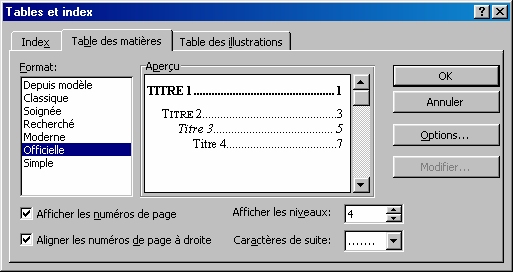 Tables et index
Index
Table des matières
Table des illustrations
Format:
Depuis modèle
Classique
Soignée
Recherché
Moderne
Officielle
Simple
Aperçu
TITRE 1........................................................1
TITRE 2..............................................3
Titre 3...........................................5
Titre 4.......................................7
OK
Annuler
Options...
Modifier...
Afficher les numéros de page
Afficher les niveaux: 4
Aligner les numéros de page à droite
Caractères de suite: .......